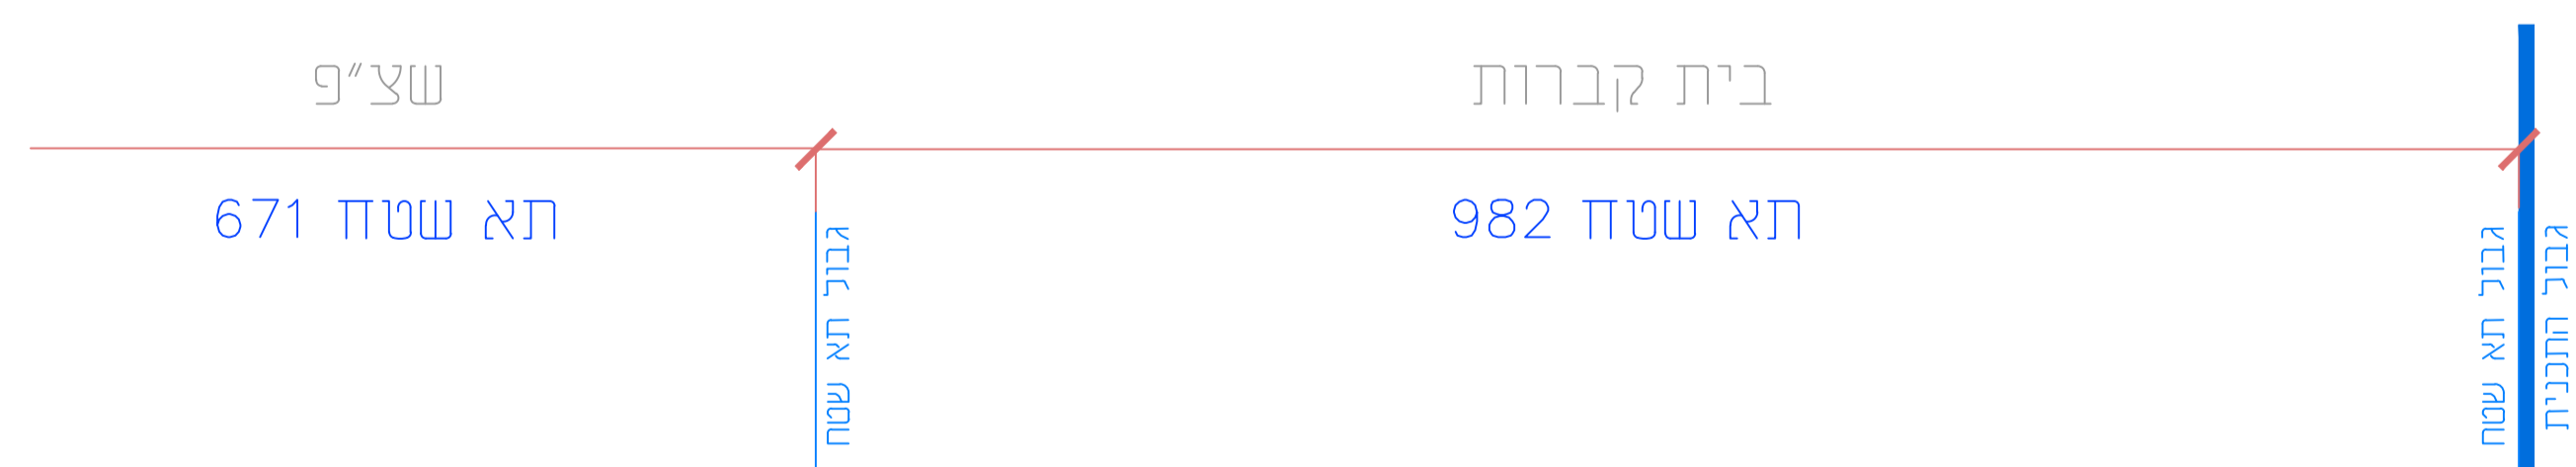 בית קברות
שצ"פ
תא שטח 982
תא שטח 671
גבול התכנית
גבול תא שטח
גבול תא שטח